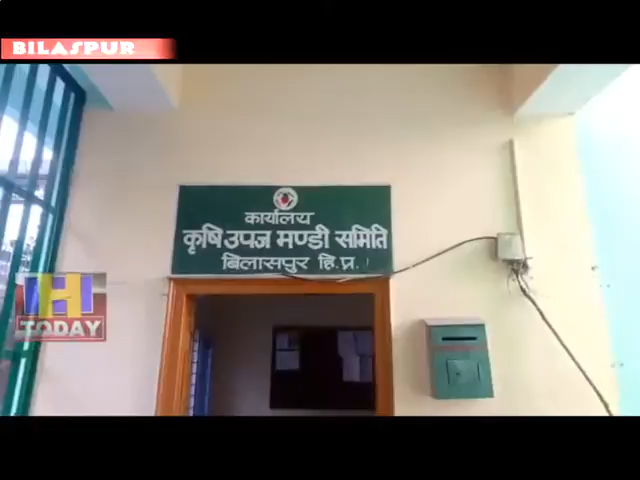 BILASPUR
कार्यालय
कृषि उपज मण्डी समिति
बिलासपुर हि.प्र.
H
TODAY